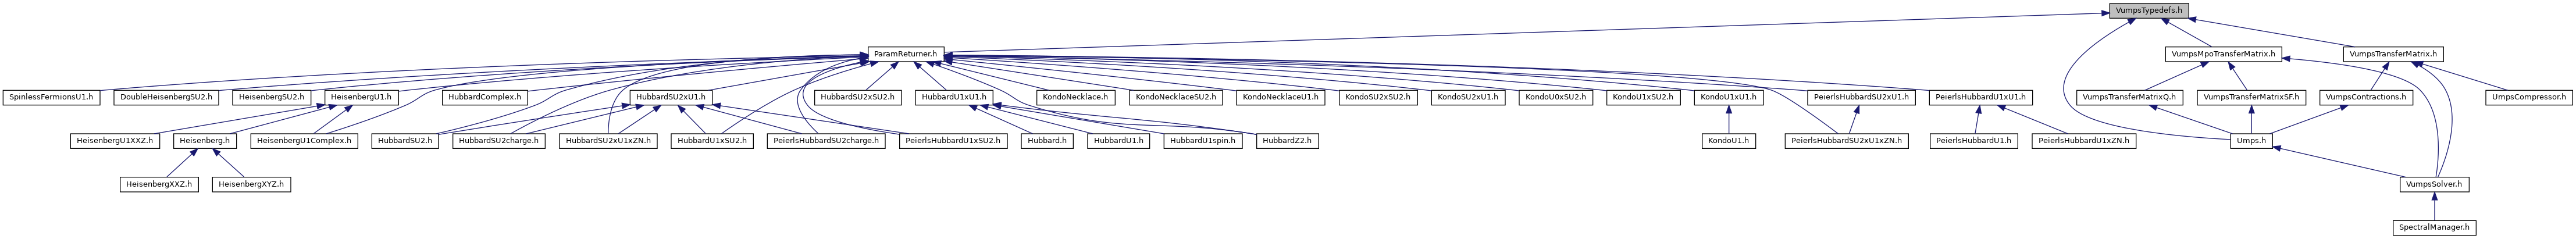 VumpsTypedefs.h
ParamReturner.h
VumpsMpoTransferMatrix.h
VumpsTransferMatrix.h
SpinlessFermionsU1.h
DoubleHeisenbergSU2.h
HeisenbergSU2.h
HeisenbergU1.h
HubbardComplex.h
HubbardSU2xU1.h
HubbardSU2xSU2.h
HubbardU1xU1.h
KondoNecklace.h
KondoNecklaceSU2.h
KondoNecklaceU1.h
KondoSU2xSU2.h
KondoSU2xU1.h
KondoU0xSU2.h
KondoU1xSU2.h
KondoU1xU1.h
PeierlsHubbardSU2xU1.h
PeierlsHubbardU1xU1.h
VumpsTransferMatrixQ.h
VumpsTransferMatrixSF.h
VumpsContractions.h
UmpsCompressor.h
HeisenbergU1XXZ.h
Heisenberg.h
HeisenbergU1Complex.h
HubbardSU2.h
HubbardSU2charge.h
HubbardSU2xU1xZN.h
HubbardU1xSU2.h
PeierlsHubbardSU2charge.h
PeierlsHubbardU1xSU2.h
Hubbard.h
HubbardU1.h
HubbardU1spin.h
HubbardZ2.h
KondoU1.h
PeierlsHubbardSU2xU1xZN.h
PeierlsHubbardU1.h
PeierlsHubbardU1xZN.h
Umps.h
HeisenbergXXZ.h
HeisenbergXYZ.h
VumpsSolver.h
SpectralManager.h